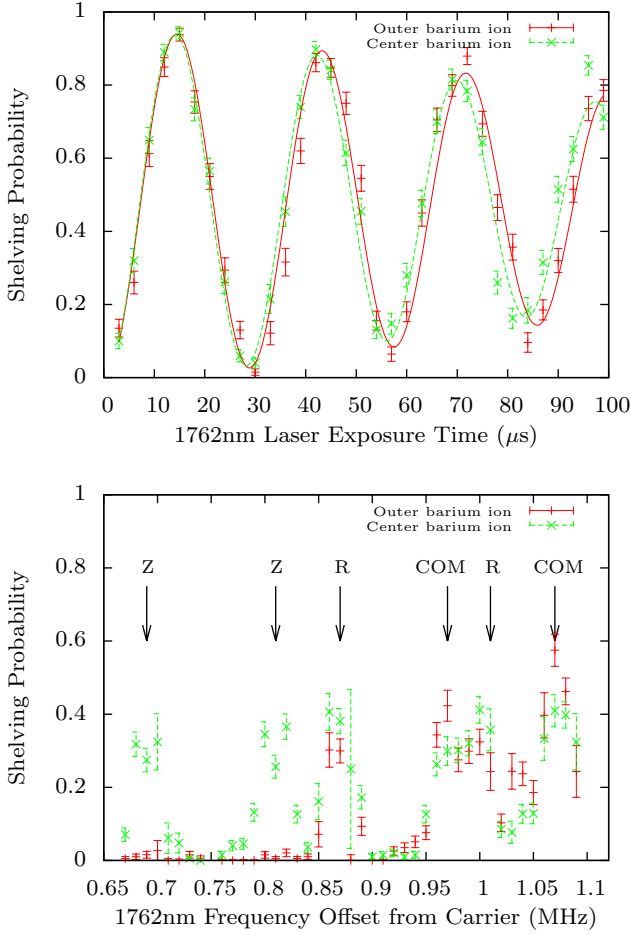 1
0.8
0.6
0.4
0.2
0
Shelving Probability
Outer barium ion
Center barium ion
0 10 20 30 40 50 60 70 80 90 100
1762nm Laser Exposure Time (μs)
1
0.8
0.6
0.4
0.2
0
Shelving Probability
Outer barium ion
Center barium ion
Z Z R COM R COM
0.65 0.7 0.75 0.8 0.85 0.9 0.95 1 1.05 1.1
1762nm Frequency Offset from Carrier (MHz)